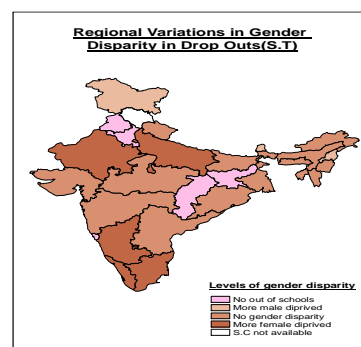 Regional Variations in Gender
Disparity in Drop Outs(S.T)
Levels of gender disparity
No out of schools
More male diprived
No gender disparity
More female diprived
S.C not available